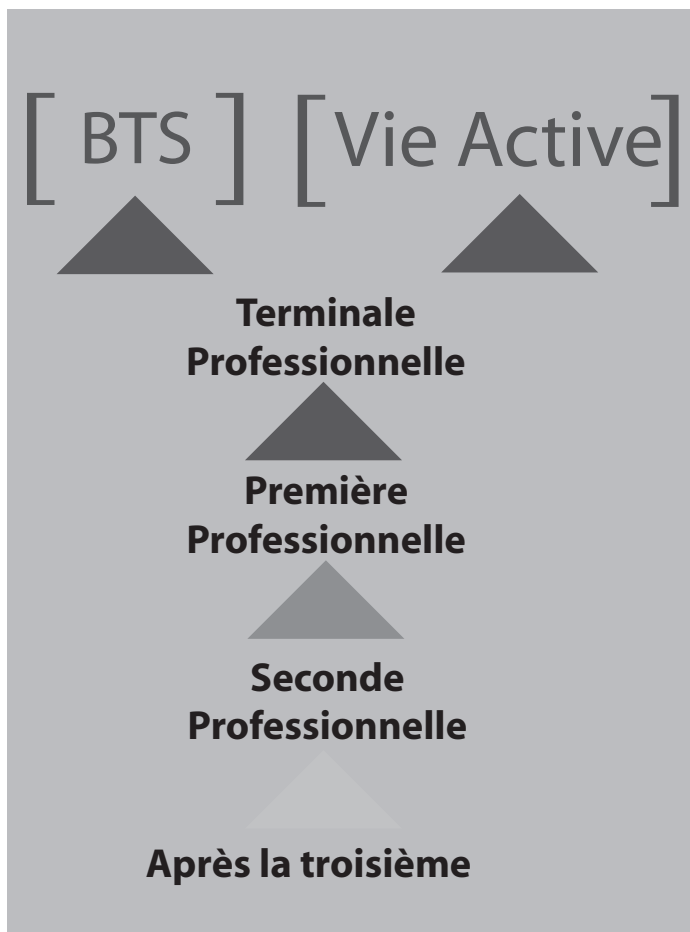 [ BTS ] [ Vie Active ]
Terminale
Professionnelle
Première
Professionnelle
Seconde
Professionnelle
Après la troisième